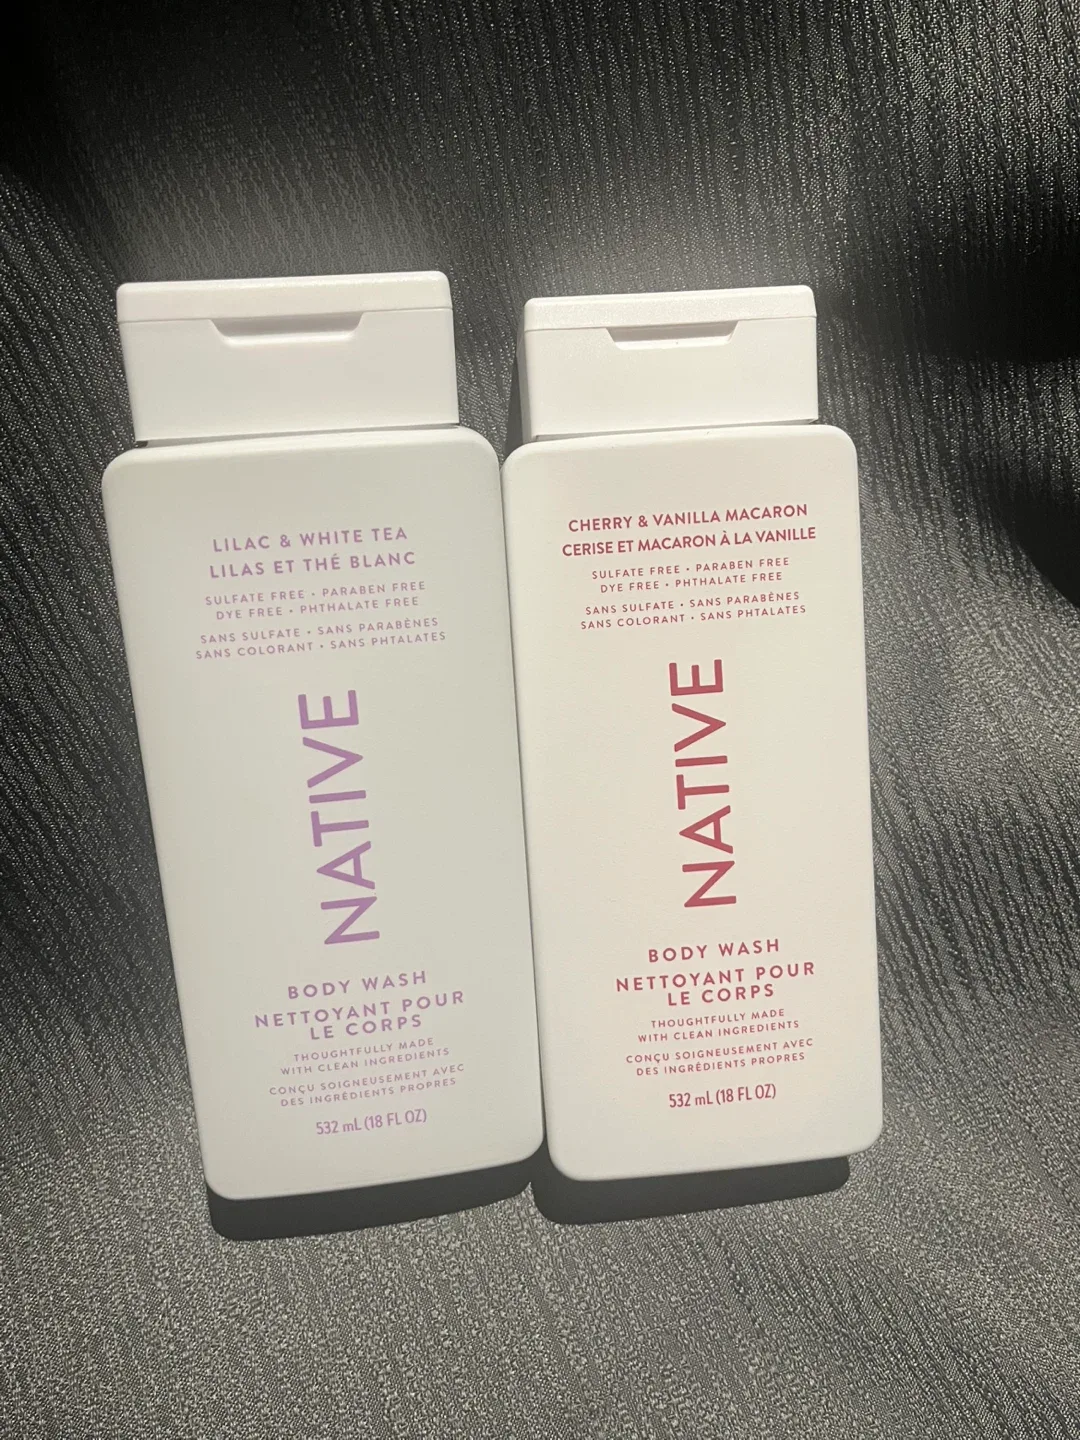 LILAC & WHITE TEA
LILAS ET THÉ BLANC
SULFATE FREE • PARABEN FREE
DYE FREE • PHTHALATE FREE
SANS SULFATE • SANS PARABÈNES
SANS COLORANT • SANS PHTALATES
NATIVE
BODY WASH
NETTOYANT POUR
LE CORPS
THOUGHTFULLY MADE
WITH CLEAN INGREDIENTS
CONÇU SOIGNEUSEMENT AVEC
DES INGRÉDIENTS PROPRES
532 mL (18 FL OZ)
CHERRY & VANILLA MACARON
CERISE ET MACARON À LA VANILLE
SULFATE FREE • PARABEN FREE
DYE FREE • PHTHALATE FREE
SANS SULFATE • SANS PARABÈNES
SANS COLORANT • SANS PHTALATES
NATIVE
BODY WASH
NETTOYANT POUR
LE CORPS
THOUGHTFULLY MADE
WITH CLEAN INGREDIENTS
CONÇU SOIGNEUSEMENT AVEC
DES INGRÉDIENTS PROPRES
532 mL (18 FL OZ)